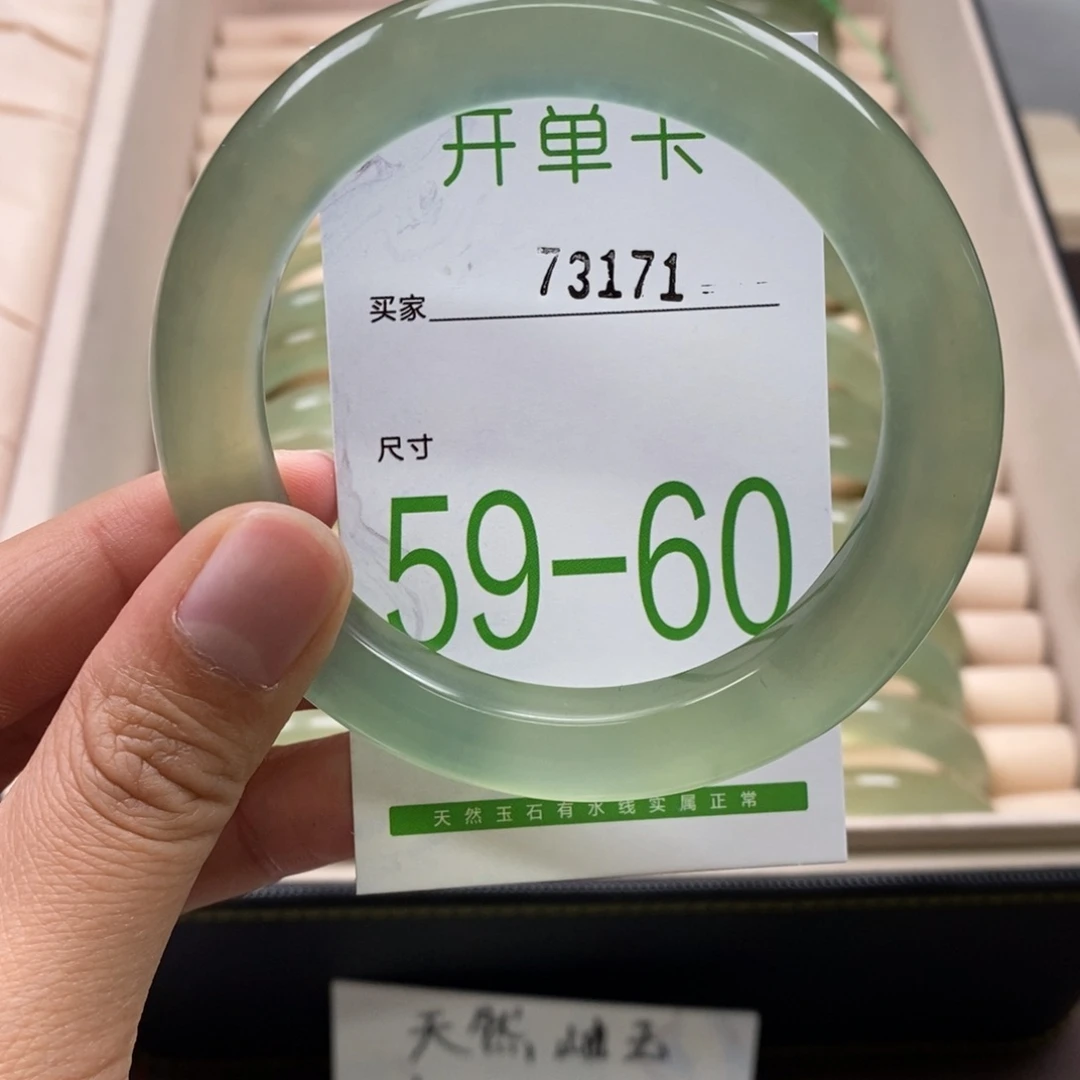 开单卡
73171
买家
尺寸
59-60
天然玉石有水线实属正常
天然岫玉